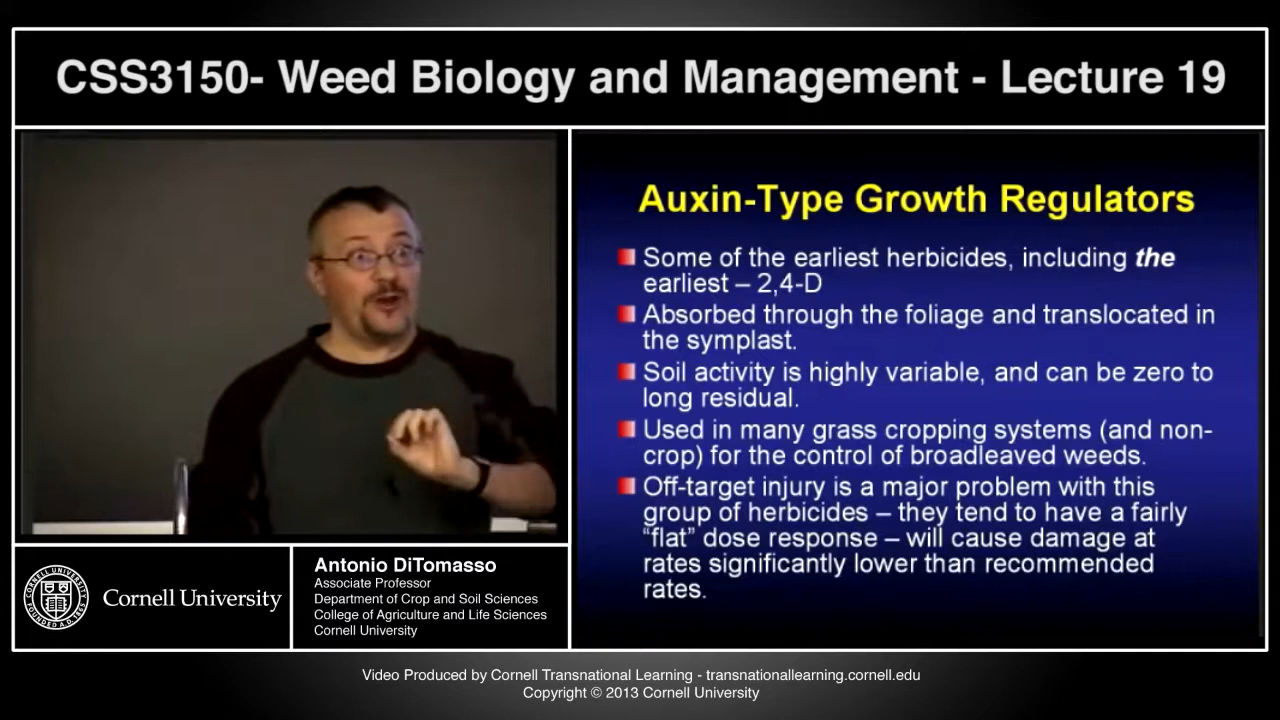 CSS3150- Weed Biology and Management - Lecture 19
Auxin-Type Growth Regulators
Some of the earliest herbicides, including the
earliest – 2,4-D
Absorbed through the foliage and translocated in
the symplast.
Soil activity is highly variable, and can be zero to
long residual.
Used in many grass cropping systems (and non-
crop) for the control of broadleaved weeds.
Off-target injury is a major problem with this
group of herbicides – they tend to have a fairly
“flat” dose response – will cause damage at
rates significantly lower than recommended
rates.
Cornell University
Antonio DiTomasso
Associate Professor
Department of Crop and Soil Sciences
College of Agriculture and Life Sciences
Cornell University
Video Produced by Cornell Transnational Learning - transnationallearning.cornell.edu
Copyright © 2013 Cornell University